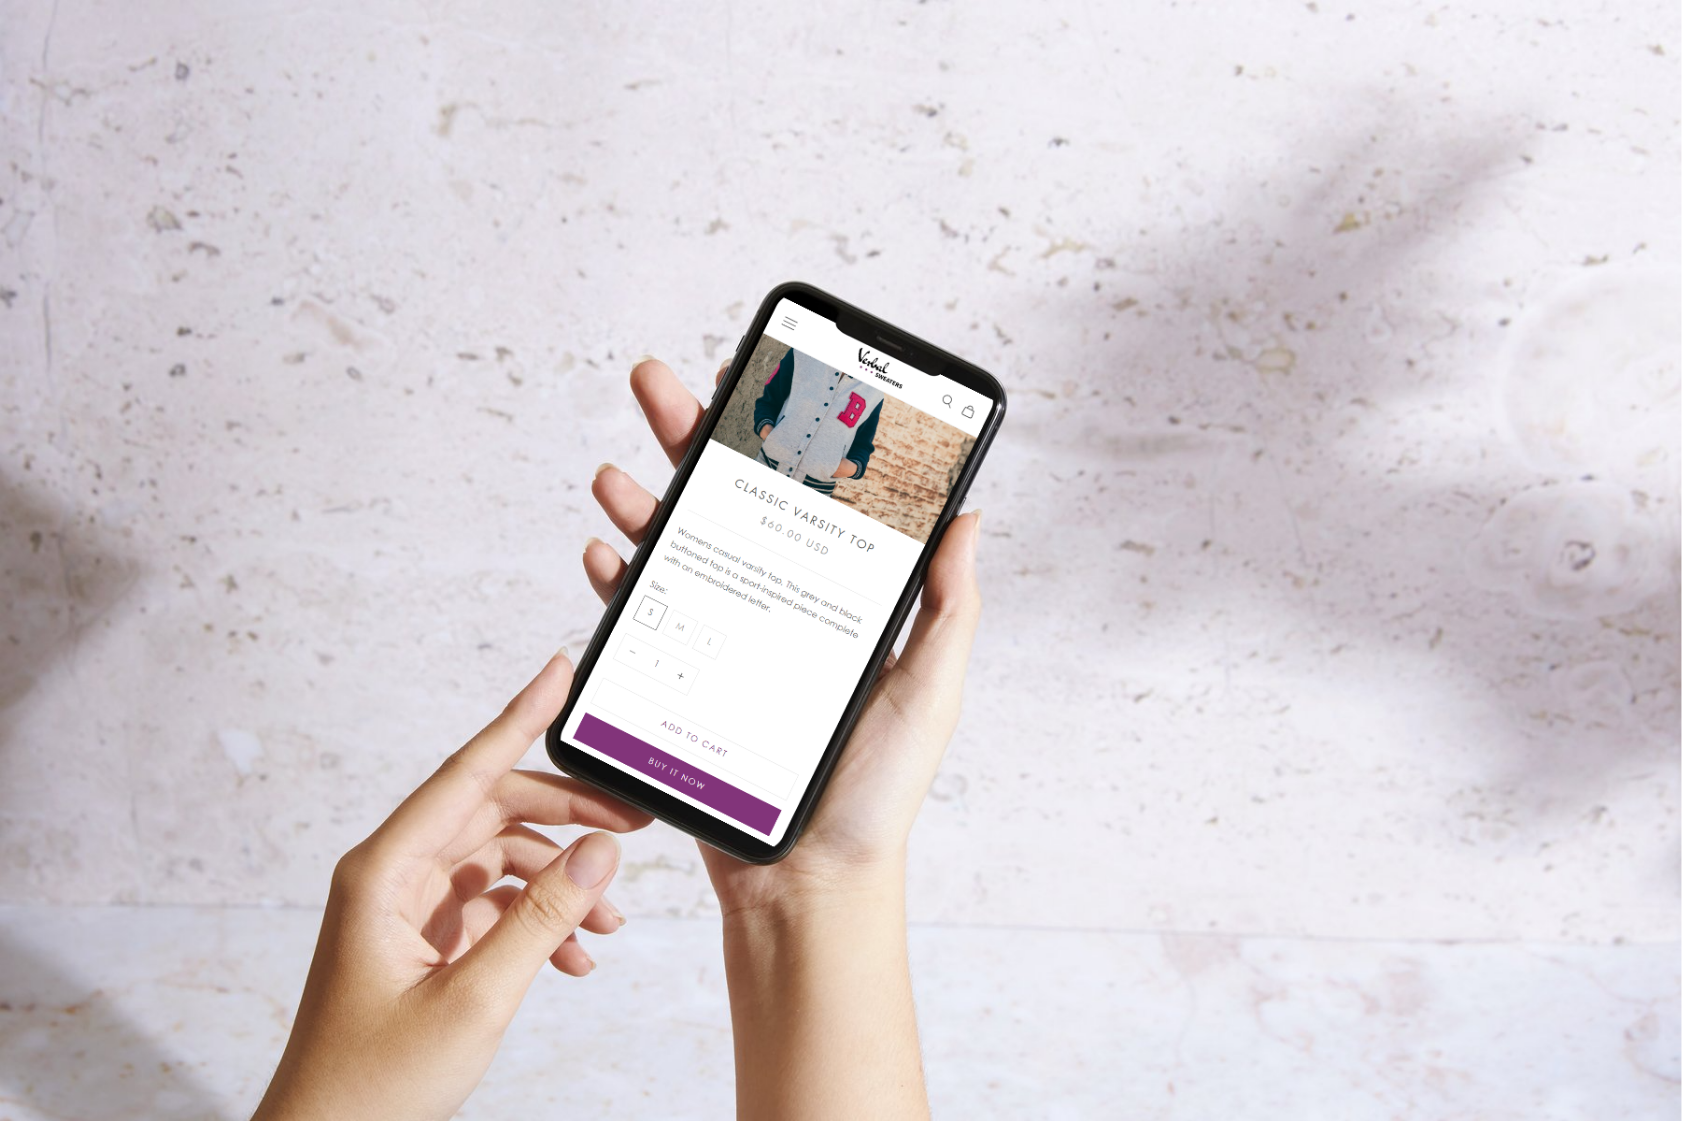 Verbal
SWEATERS
B
CLASSIC VARSITY TOP
$60.00 USD
Womens casual varsity top. This grey and black
buttoned top is a sport-inspired piece complete
with an embroidered letter.
Size:
S M L
− 1 +
ADD TO CART
BUY IT NOW